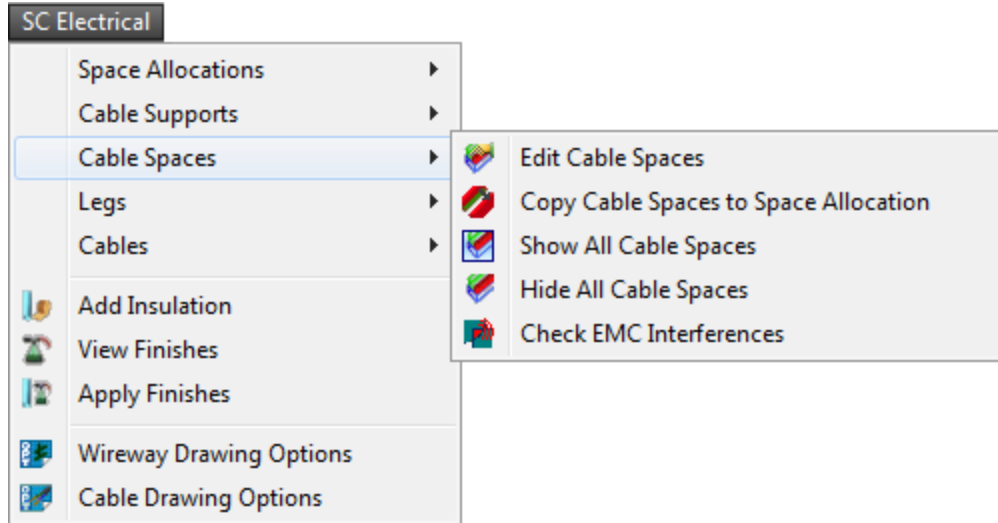 SC Electrical
Space Allocations
Cable Supports
Cable Spaces
Legs
Cables
Add Insulation
View Finishes
Apply Finishes
Wireway Drawing Options
Cable Drawing Options
Edit Cable Spaces
Copy Cable Spaces to Space Allocation
Show All Cable Spaces
Hide All Cable Spaces
Check EMC Interferences